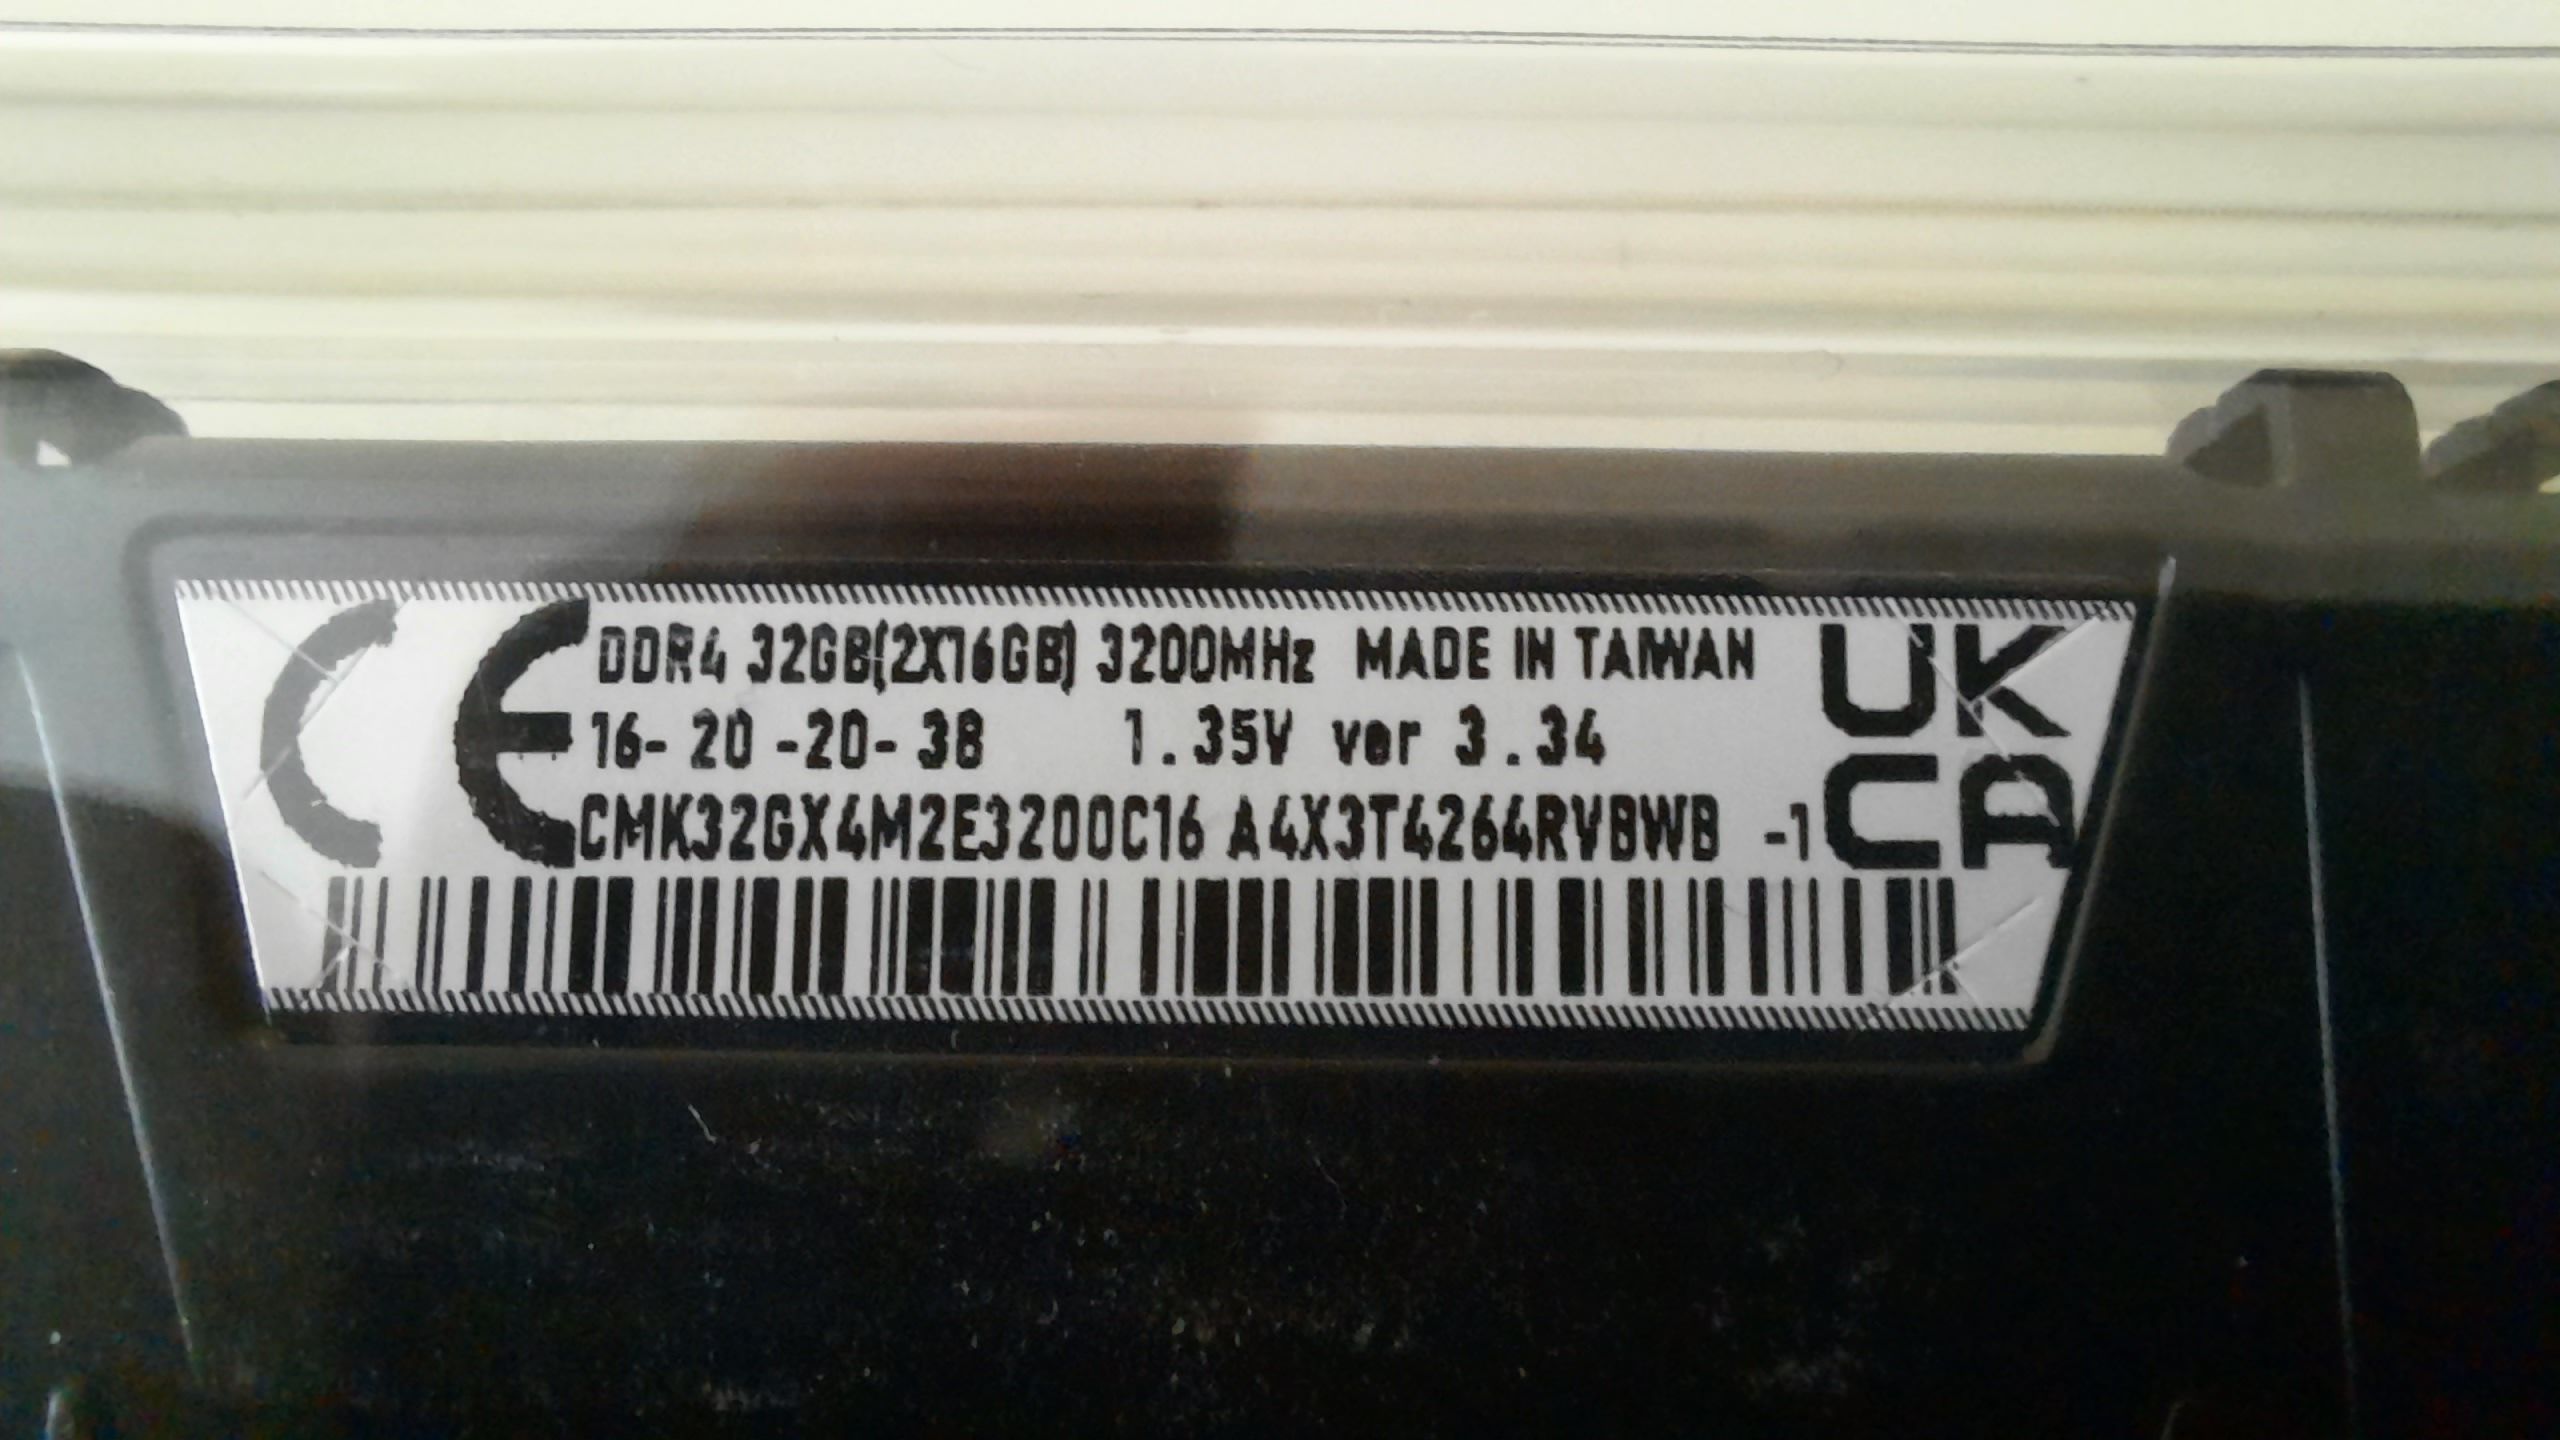 CE DDR4 32GB(2X16GB) 3200MHz MADE IN TAIWAN
16-20-20-38 1.35V ver 3.34
CMK32GX4M2E3200C16 A4X3T4264RVBWB -1
UK
CA